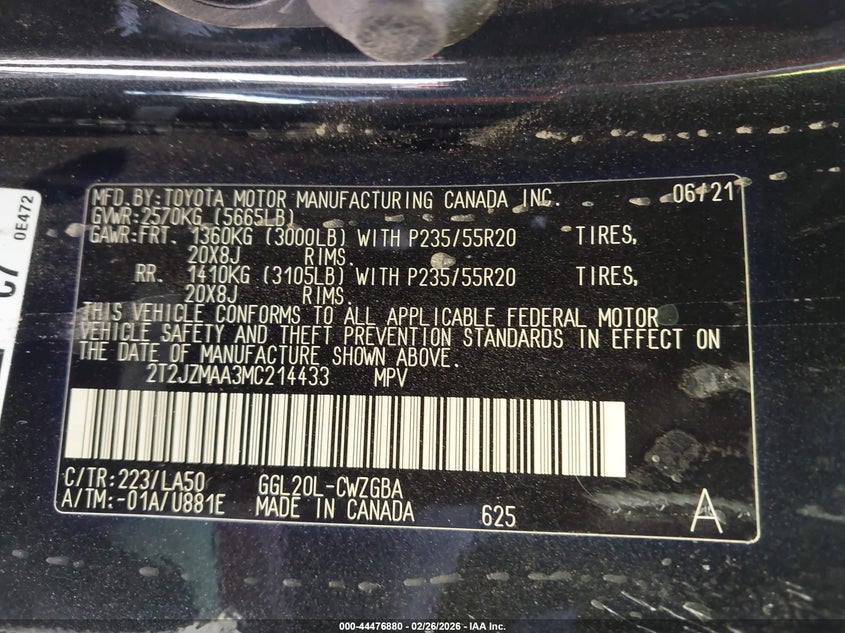 MFD.BY:TOYOTA MOTOR MANUFACTURING CANADA INC. 06/21
GVWR:2570KG (5665LB)
GAWR:FRT. 1360KG (3000LB) WITH P235/55R20 TIRES,
20X8J RIMS.
RR. 1410KG (3105LB) WITH P235/55R20 TIRES,
20X8J RIMS.
THIS VEHICLE CONFORMS TO ALL APPLICABLE FEDERAL MOTOR
VEHICLE SAFETY AND THEFT PREVENTION STANDARDS IN EFFECT ON
THE DATE OF MANUFACTURE SHOWN ABOVE.
2T2JZMAA3MC214433 MPV
C/TR:223/LA50 GGL20L-CWZGBA
A/TM:-01A/U881E MADE IN CANADA 625 A
0E472
000-44476880 - 02/26/2026 - IAA Inc.